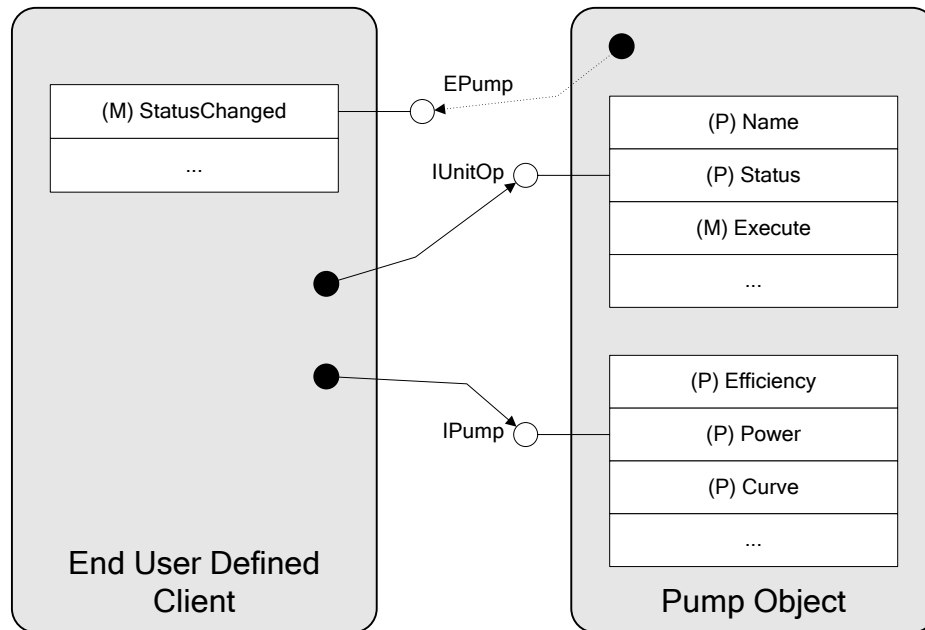 EPump
(M) StatusChanged
...
IUnitOp
(P) Name
(P) Status
(M) Execute
...
IPump
(P) Efficiency
(P) Power
(P) Curve
...
End User Defined
Client
Pump Object